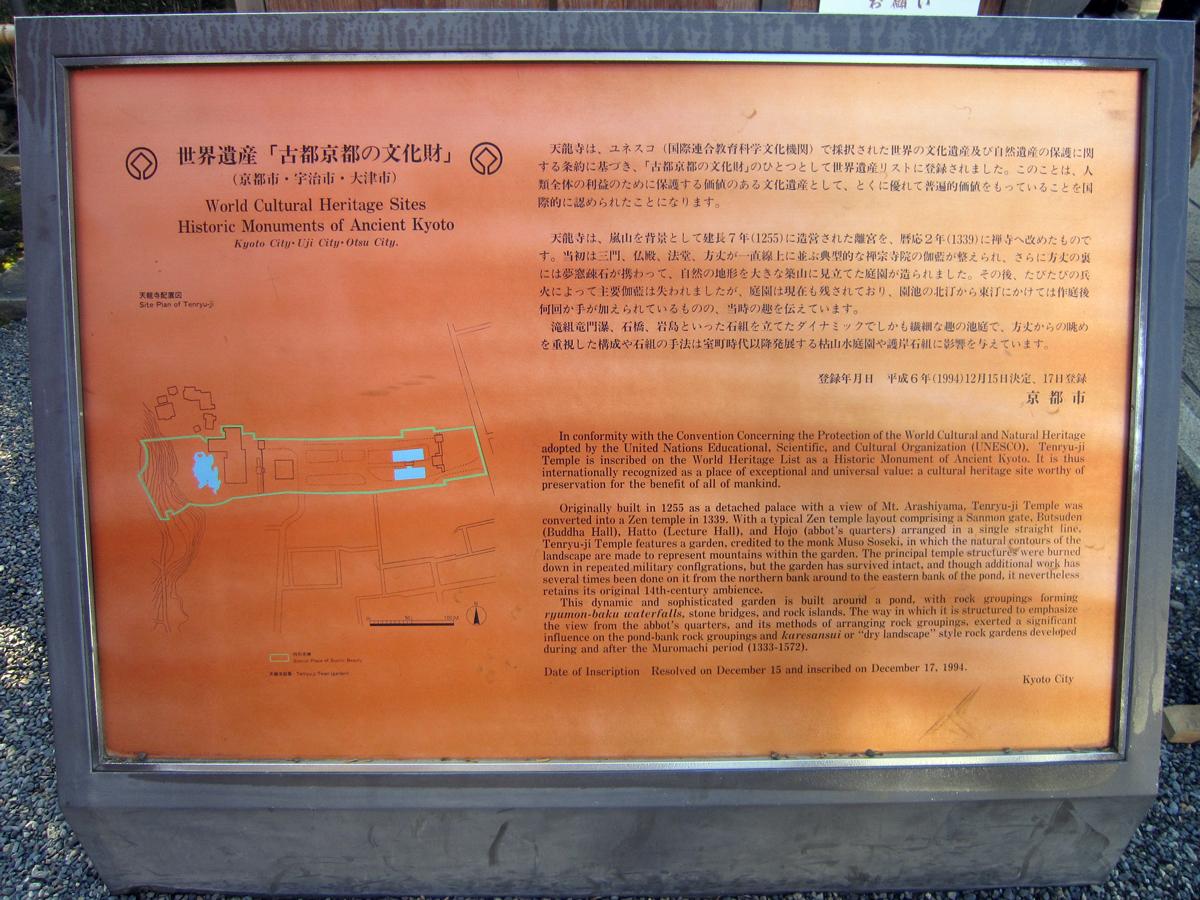 お願い
世界遺産「古都京都の文化財」
(京都市・宇治市・大津市)
World Cultural Heritage Sites
Historic Monuments of Ancient Kyoto
Kyoto City・Uji City・Otsu City.
天龍寺配置図
Site Plan of Tenryu-ji
天龍寺は、ユネスコ(国際連合教育科学文化機関)で採択された世界の文化遺産及び自然遺産の保護に関
する条約に基づき、「古都京都の文化財」のひとつとして世界遺産リストに登録されました。このことは、人
類全体の利益のために保護する価値のある文化遺産として、とくに優れて普遍的価値をもっていることを国
際的に認められたことになります。
天龍寺は、嵐山を背景として建長7年(1255)に造営された離宮を、暦応2年(1339)に禅寺へ改めたもので
す。当初は三門、仏殿、法堂、方丈が一直線上に並ぶ典型的な禅宗寺院の伽藍が整えられ、さらに方丈の裏
には夢窓疎石が携わって、自然の地形を大きな築山に見立てた庭園が造られました。その後、たびたびの兵
火によって主要伽藍は失われましたが、庭園は現在も残されており、園池の北汀から東汀にかけては作庭後
何回か手が加えられているものの、当時の趣を伝えています。
滝組竜門瀑、石橋、岩島といった石組を立てたダイナミックでしかも繊細な趣の池庭で、方丈からの眺め
を重視した構成や石組の手法は室町時代以降発展する枯山水庭園や護岸石組に影響を与えています。
登録年月日 平成6年(1994)12月15日決定、17日登録
京都市
In conformity with the Convention Concerning the Protection of the World Cultural and Natural Heritage
adopted by the United Nations Educational, Scientific, and Cultural Organization (UNESCO), Tenryu-ji
Temple is inscribed on the World Heritage List as a Historic Monument of Ancient Kyoto. It is thus
internationally recognized as a place of exceptional and universal value: a cultural heritage site worthy of
preservation for the benefit of all of mankind.
Originally built in 1255 as a detached palace with a view of Mt. Arashiyama, Tenryu-ji Temple was
converted into a Zen temple in 1339. With a typical Zen temple layout comprising a Sanmon gate, Butsuden
(Buddha Hall), Hatto (Lecture Hall), and Hojo (abbot's quarters) arranged in a single straight line,
Tenryu-ji Temple features a garden, credited to the monk Muso Soseki, in which the natural contours of the
landscape are made to represent mountains within the garden. The principal temple structures were burned
down in repeated military conflgrations, but the garden has survived intact, and though additional work has
several times been done on it from the northern bank around to the eastern bank of the pond, it nevertheless
retains its original 14th-century ambience.
This dynamic and sophisticated garden is built around a pond, with rock groupings forming
ryumon-baku waterfalls, stone bridges, and rock islands. The way in which it is structured to emphasize
the view from the abbot's quarters, and its methods of arranging rock groupings, exerted a significant
influence on the pond-bank rock groupings and karesansui or "dry landscape" style rock gardens developed
during and after the Muromachi period (1333-1572).
Date of Inscription Resolved on December 15 and inscribed on December 17, 1994.
Kyoto City
0 50 100M
特別名勝
Special Place of Scenic Beauty
天龍寺庭園・Tenryu-ji Teien (garden)